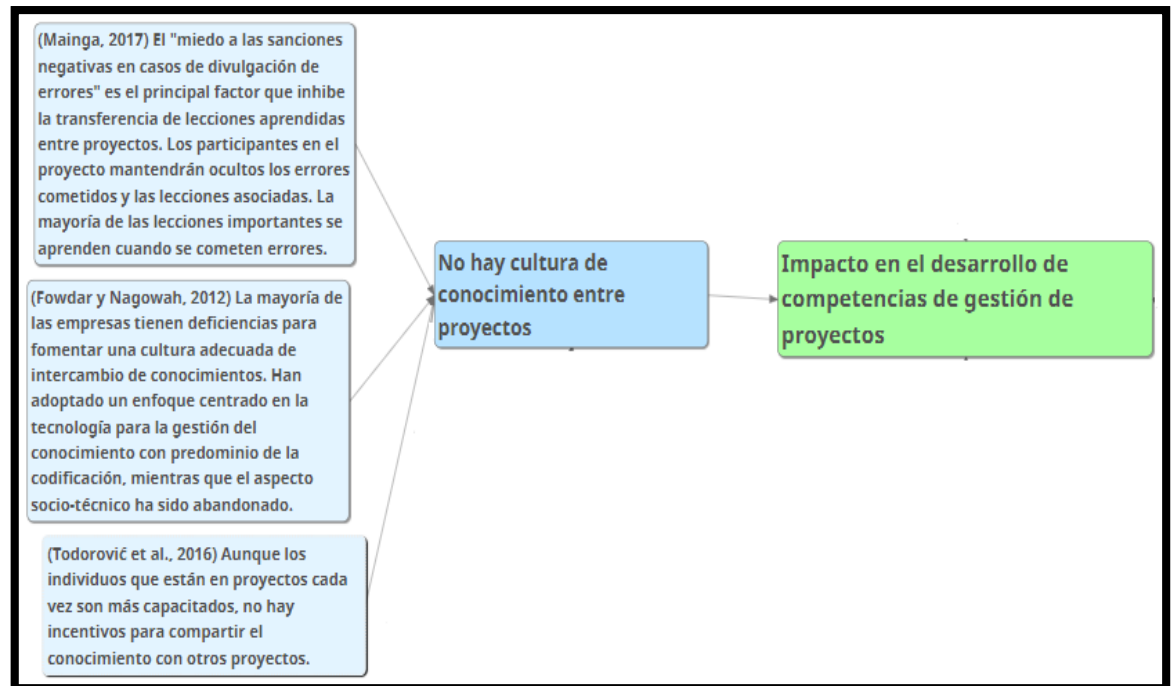 (Mainga, 2017) El "miedo a las sanciones
negativas en casos de divulgación de
errores" es el principal factor que inhibe
la transferencia de lecciones aprendidas
entre proyectos. Los participantes en el
proyecto mantendrán ocultos los errores
cometidos y las lecciones asociadas. La
mayoría de las lecciones importantes se
aprenden cuando se cometen errores.
(Fowdar y Nagowah, 2012) La mayoría de
las empresas tienen deficiencias para
fomentar una cultura adecuada de
intercambio de conocimientos. Han
adoptado un enfoque centrado en la
tecnología para la gestión del
conocimiento con predominio de la
codificación, mientras que el aspecto
socio-técnico ha sido abandonado.
(Todorović et al., 2016) Aunque los
individuos que están en proyectos cada
vez son más capacitados, no hay
incentivos para compartir el
conocimiento con otros proyectos.
No hay cultura de
conocimiento entre
proyectos
Impacto en el desarrollo de
competencias de gestión de
proyectos